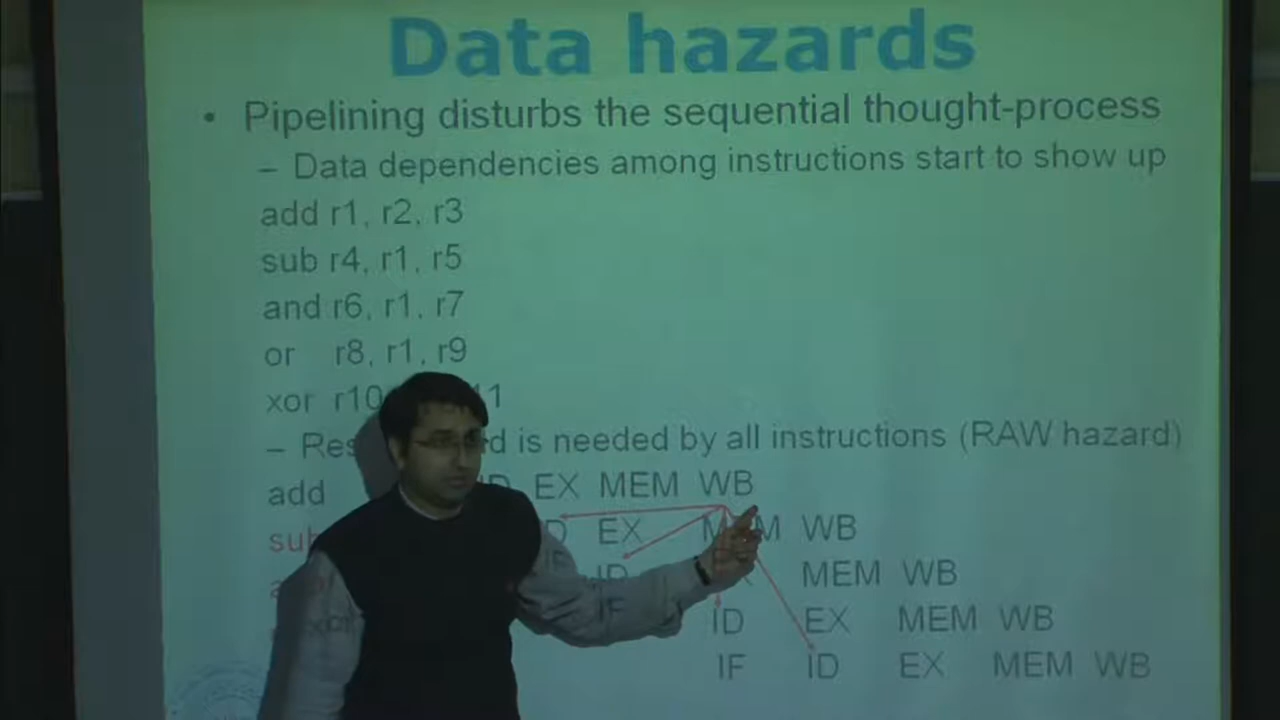 Data hazards
• Pipelining disturbs the sequential thought-process
– Data dependencies among instructions start to show up
add r1, r2, r3
sub r4, r1, r5
and r6, r1, r7
or r8, r1, r9
xor r10
– is needed by all instructions (RAW hazard)
add EX MEM WB
EX MEM WB
ID MEM WB
ID EX MEM WB
IF ID EX MEM WB